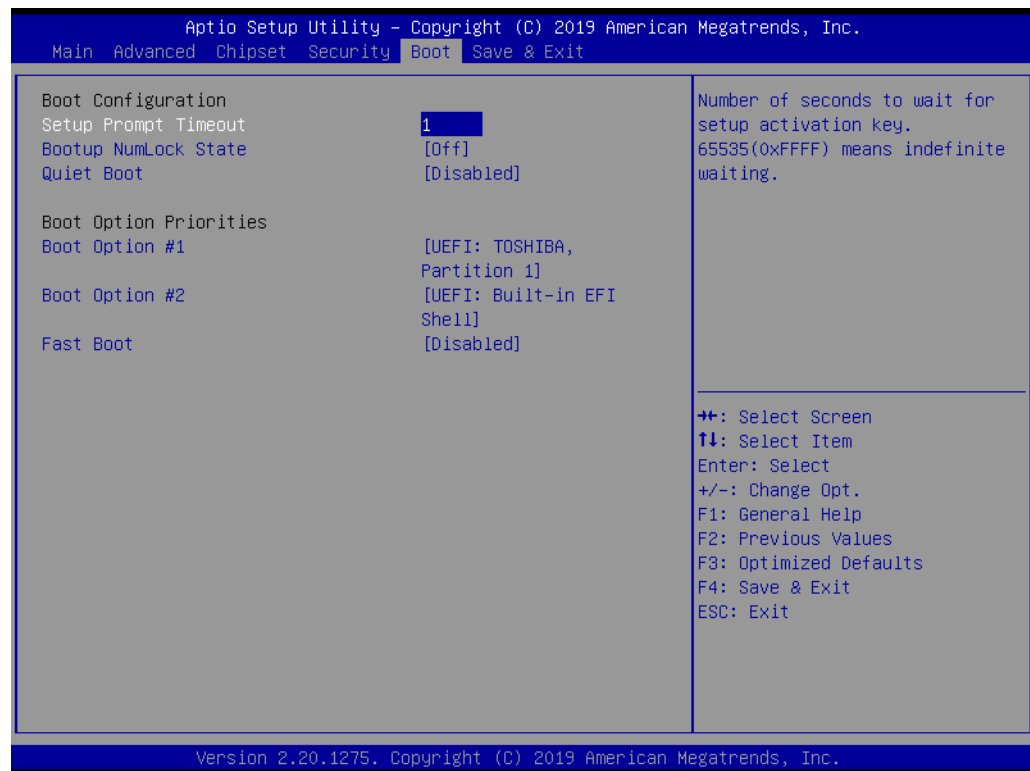 Aptio Setup Utility – Copyright (C) 2019 American Megatrends, Inc.
Main Advanced Chipset Security Boot Save & Exit
Boot Configuration
Setup Prompt Timeout 1
Bootup NumLock State [Off]
Quiet Boot [Disabled]
Boot Option Priorities
Boot Option #1 [UEFI: TOSHIBA,
Partition 1]
Boot Option #2 [UEFI: Built-in EFI
Shell]
Fast Boot [Disabled]
Number of seconds to wait for
setup activation key.
65535(0xFFFF) means indefinite
waiting.
→←: Select Screen
↑↓: Select Item
Enter: Select
+/-: Change Opt.
F1: General Help
F2: Previous Values
F3: Optimized Defaults
F4: Save & Exit
ESC: Exit
Version 2.20.1275. Copyright (C) 2019 American Megatrends, Inc.